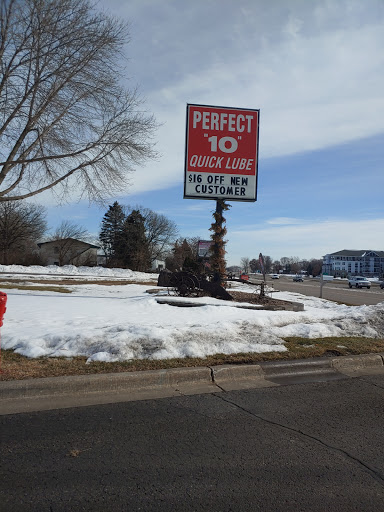 PERFECT
"10"
QUICK LUBE
$16 OFF NEW
CUSTOMER